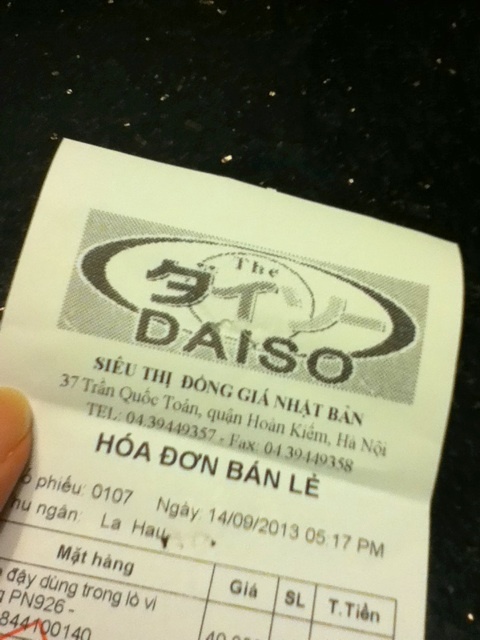 The
ダイソー
DAISO
SIÊU THỊ ĐỒNG GIÁ NHẬT BẢN
37 Trần Quốc Toản, quận Hoàn Kiếm, Hà Nội
TEL: 04.39449357 - Fax: 04.39449358
HÓA ĐƠN BÁN LẺ
phiếu: 0107 Ngày: 14/09/2013 05:17 PM
ngân: La Hau
Mặt hàng Giá SL T.Tiền
đậy dùng trong lò vi
PN926 -
844100140